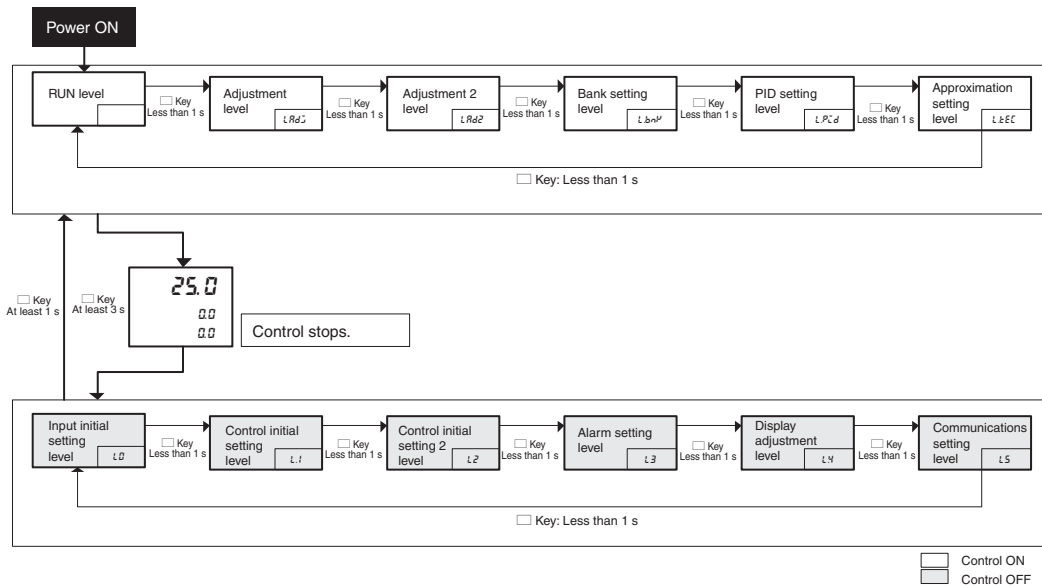 Power ON
RUN level
Key
Less than 1 s
Adjustment
level
L.Adj
Key
Less than 1 s
Adjustment 2
level
L.Ad2
Key
Less than 1 s
Bank setting
level
L.bnk
Key
Less than 1 s
PID setting
level
L.Pid
Key
Less than 1 s
Approximation
setting
level
L.tEC
Key: Less than 1 s
Key
At least 1 s
Key
At least 3 s
25.0
0.0
0.0
Control stops.
Input initial
setting
level
L.0
Key
Less than 1 s
Control initial
setting
level
L.1
Key
Less than 1 s
Control initial
setting 2
level
L.2
Key
Less than 1 s
Alarm setting
level
L.3
Key
Less than 1 s
Display
adjustment
level
L.4
Key
Less than 1 s
Communications
setting
level
L.5
Key: Less than 1 s
Control ON
Control OFF